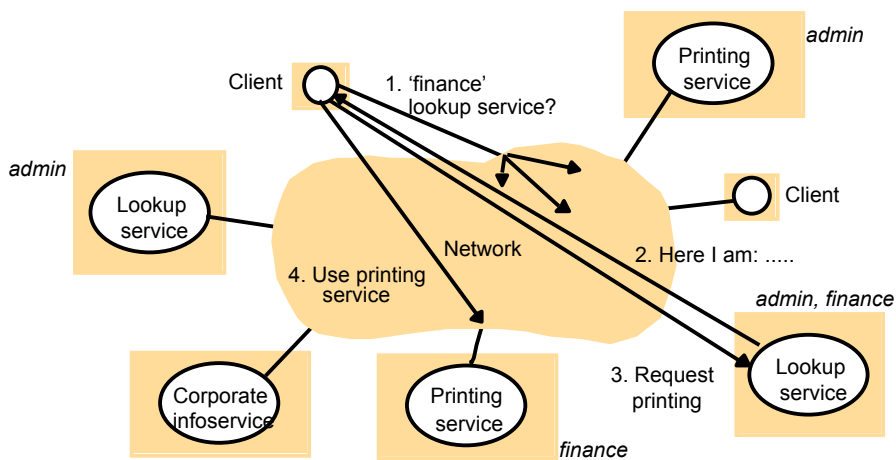 admin
Printing
service
Client
1. ‘finance’
lookup service?
admin
Lookup
service
Client
Network
2. Here I am: .....
4. Use printing
service
admin, finance
Lookup
service
3. Request
printing
Corporate
infoservice
Printing
service
finance